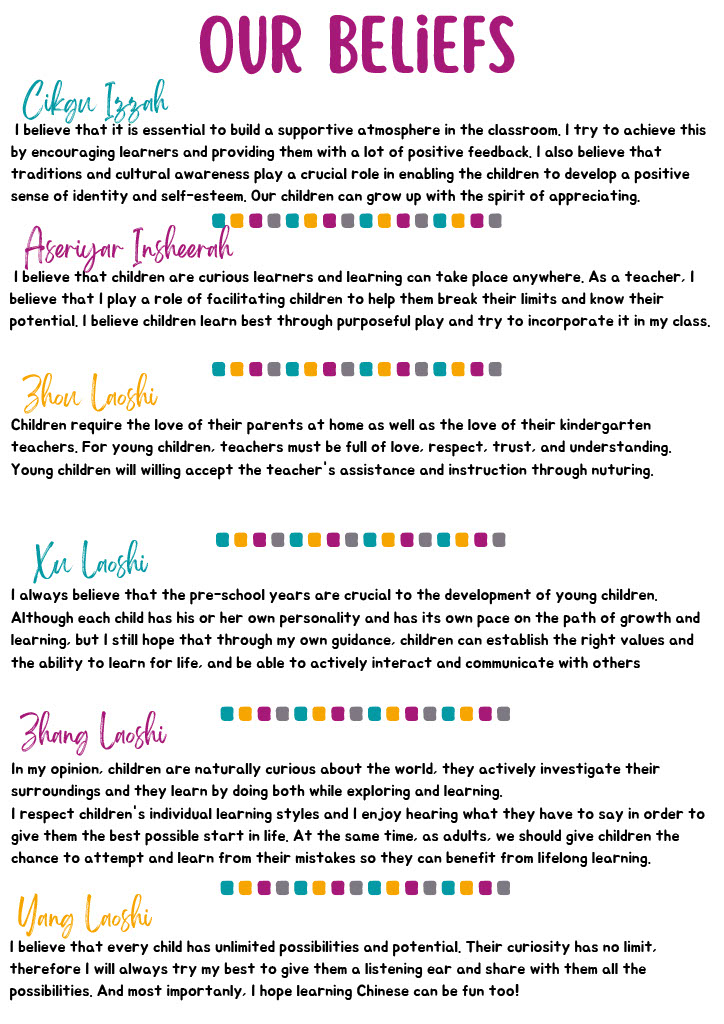 OUR BELiEFS
Cikgu Izzah
I believe that it is essential to build a supportive atmosphere in the classroom. I try to achieve this
by encouraging learners and providing them with a lot of positive feedback. I also believe that
traditions and cultural awareness play a crucial role in enabling the children to develop a positive
sense of identity and self-esteem. Our children can grow up with the spirit of appreciating.
Aseriyar Insheerah
I believe that children are curious learners and learning can take place anywhere. As a teacher, I
believe that I play a role of facilitating children to help them break their limits and know their
potential. I believe children learn best through purposeful play and try to incorporate it in my class.
Zhou Laoshi
Children require the love of their parents at home as well as the love of their kindergarten
teachers. For young children, teachers must be full of love, respect, trust, and understanding.
Young children will willing accept the teacher's assistance and instruction through nuturing.
Xu Laoshi
I always believe that the pre-school years are crucial to the development of young children.
Although each child has his or her own personality and has its own pace on the path of growth and
learning, but I still hope that through my own guidance, children can establish the right values and
the ability to learn for life, and be able to actively interact and communicate with others
Zhang Laoshi
In my opinion, children are naturally curious about the world, they actively investigate their
surroundings and they learn by doing both while exploring and learning.
I respect children's individual learning styles and I enjoy hearing what they have to say in order to
give them the best possible start in life. At the same time, as adults, we should give children the
chance to attempt and learn from their mistakes so they can benefit from lifelong learning.
Yang Laoshi
I believe that every child has unlimited possibilities and potential. Their curiosity has no limit,
therefore I will always try my best to give them a listening ear and share with them all the
possibilities. And most importanly, I hope learning Chinese can be fun too!